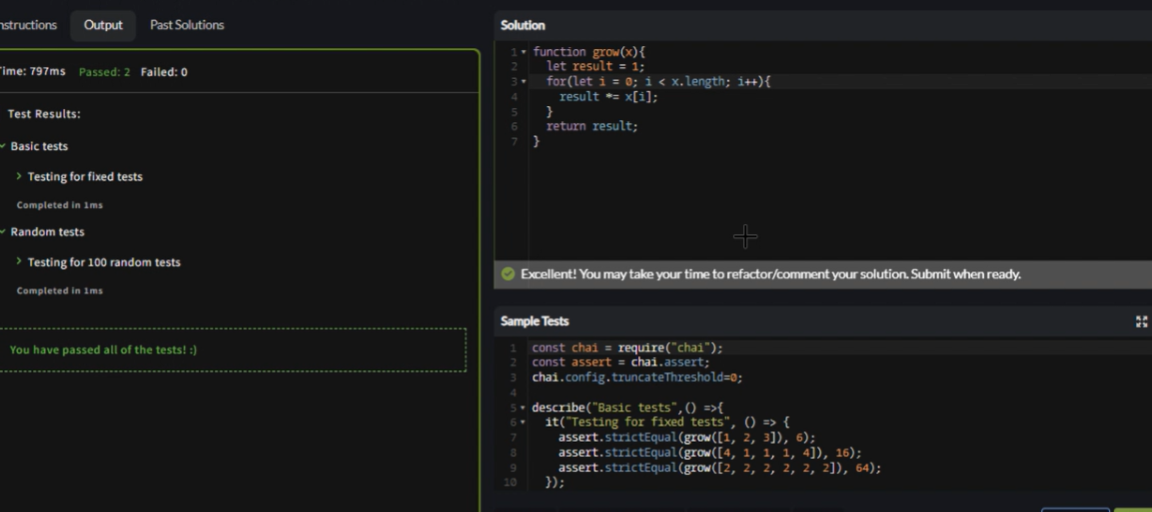 nstructions Output Past Solutions
Time: 797ms Passed: 2 Failed: 0
Test Results:
Basic tests
Testing for fixed tests
Completed in 1ms
Random tests
Testing for 100 random tests
Completed in 1ms
You have passed all of the tests! :)
Solution
1 function grow(x){
2 let result = 1;
3 for(let i = 0; i < x.length; i++){
4 result *= x[i];
5 }
6 return result;
7 }
Excellent! You may take your time to refactor/comment your solution. Submit when ready.
Sample Tests
1 const chai = require("chai");
2 const assert = chai.assert;
3 chai.config.truncateThreshold=0;
4
5 describe("Basic tests",() =>{
6 it("Testing for fixed tests", () => {
7 assert.strictEqual(grow([1, 2, 3]), 6);
8 assert.strictEqual(grow([4, 1, 1, 1, 4]), 16);
9 assert.strictEqual(grow([2, 2, 2, 2, 2, 2]), 64);
10 });